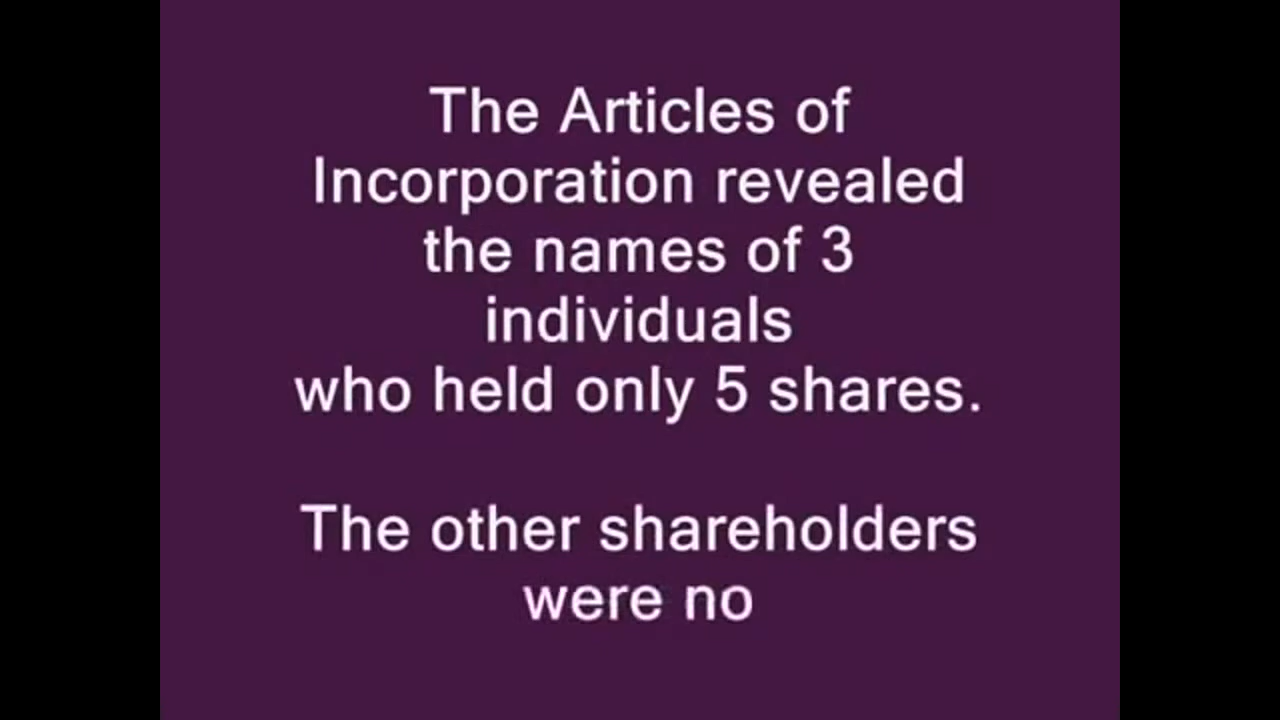 The Articles of
Incorporation revealed
the names of 3
individuals
who held only 5 shares.
The other shareholders
were no